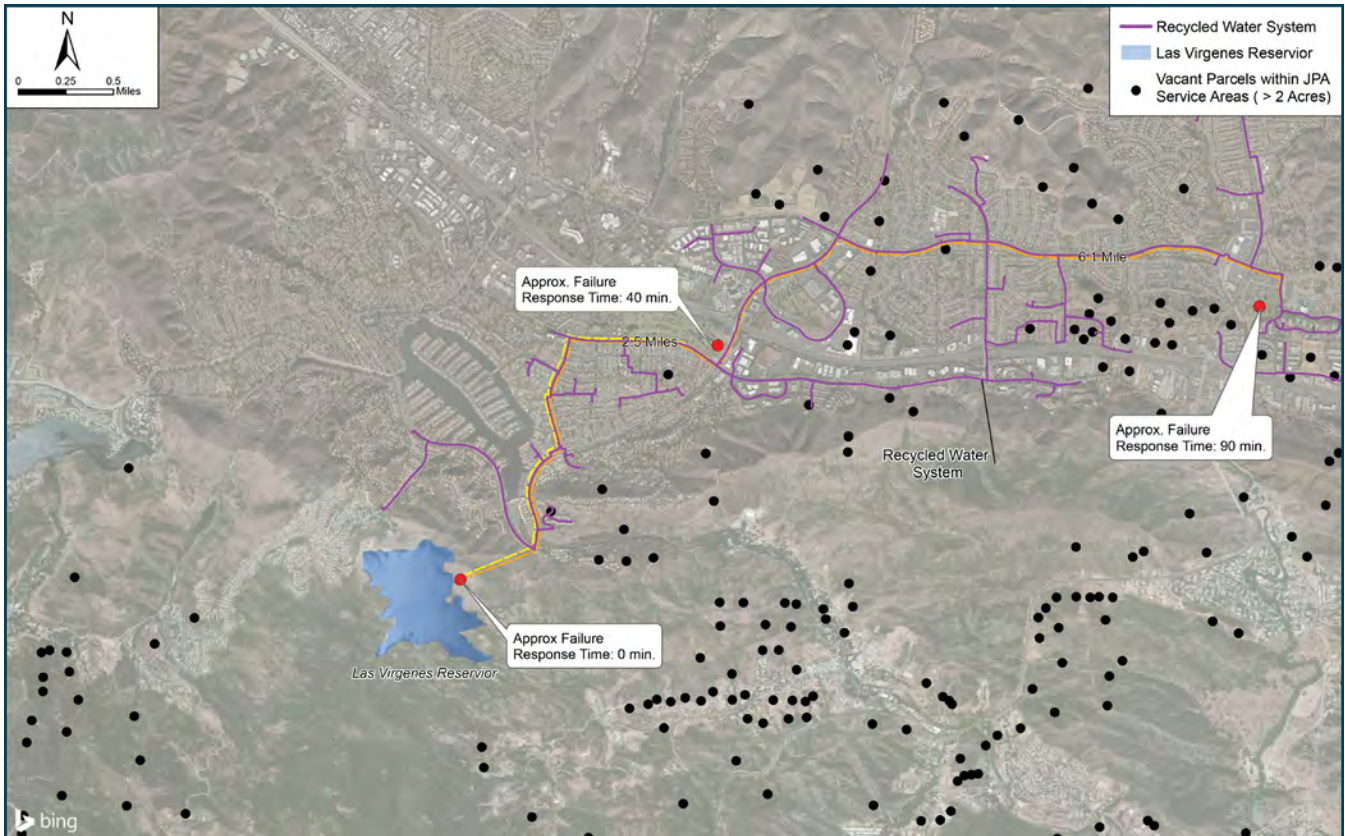 N
0 0.25 0.5
Miles
Recycled Water System
Las Virgenes Reservior
Vacant Parcels within JPA
Service Areas ( > 2 Acres)
Approx. Failure
Response Time: 40 min.
6.1 Mile
2.5 Miles
Approx. Failure
Response Time: 90 min.
Recycled Water
System
Approx Failure
Response Time: 0 min.
Las Virgenes Reservior
bing